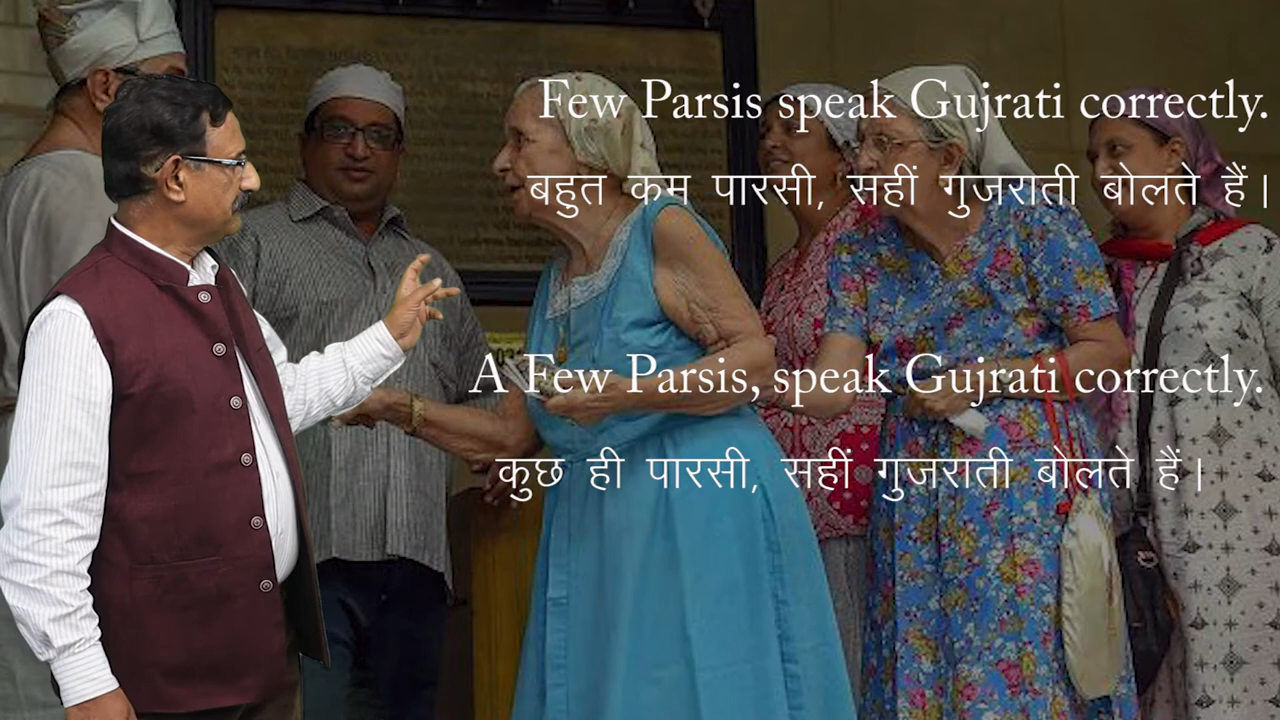 Few Parsis speak Gujrati correctly.
बहुत कम पारसी, सहीं गुजराती बोलते हैं।
A Few Parsis, speak Gujrati correctly.
कुछ ही पारसी, सहीं गुजराती बोलते हैं।